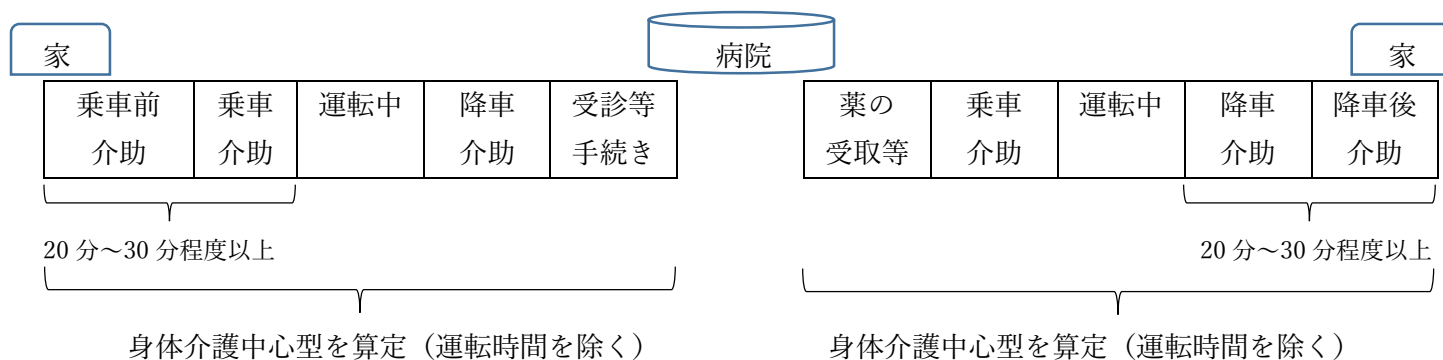 家
病院
家
乗車前
介助
乗車
介助
運転中
降車
介助
受診等
手続き
薬の
受取等
乗車
介助
運転中
降車
介助
降車後
介助
20 分~30 分程度以上
20 分~30 分程度以上
身体介護中心型を算定(運転時間を除く)
身体介護中心型を算定(運転時間を除く)